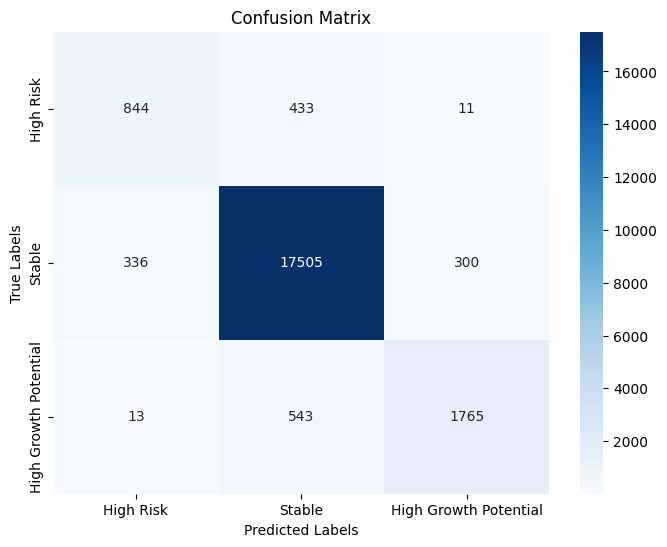 Confusion Matrix
True Labels
High Risk
844 433 11
Stable
336 17505 300
High Growth Potential
13 543 1765
High Risk Stable High Growth Potential
Predicted Labels
16000
14000
12000
10000
8000
6000
4000
2000